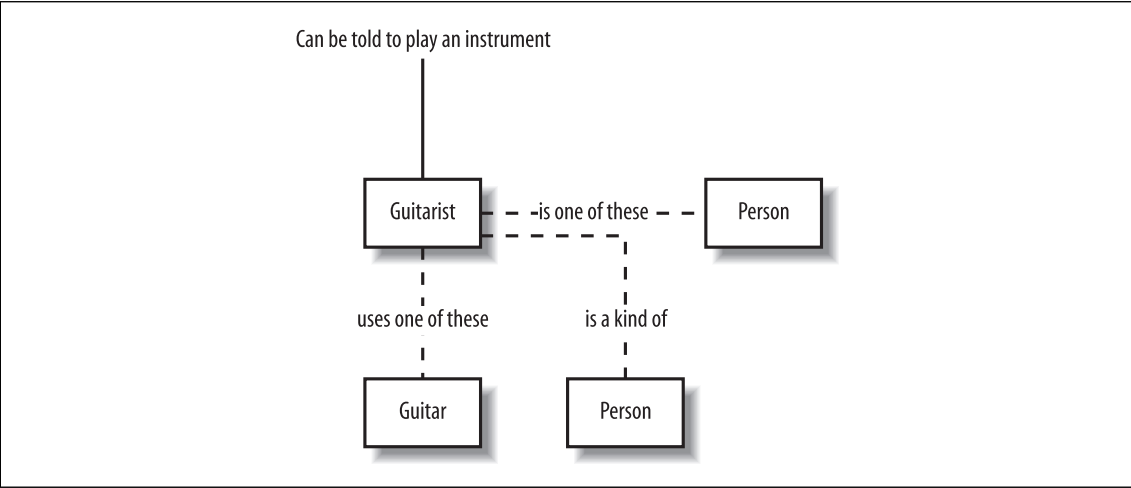 Can be told to play an instrument
Guitarist
is one of these
Person
uses one of these
is a kind of
Guitar
Person